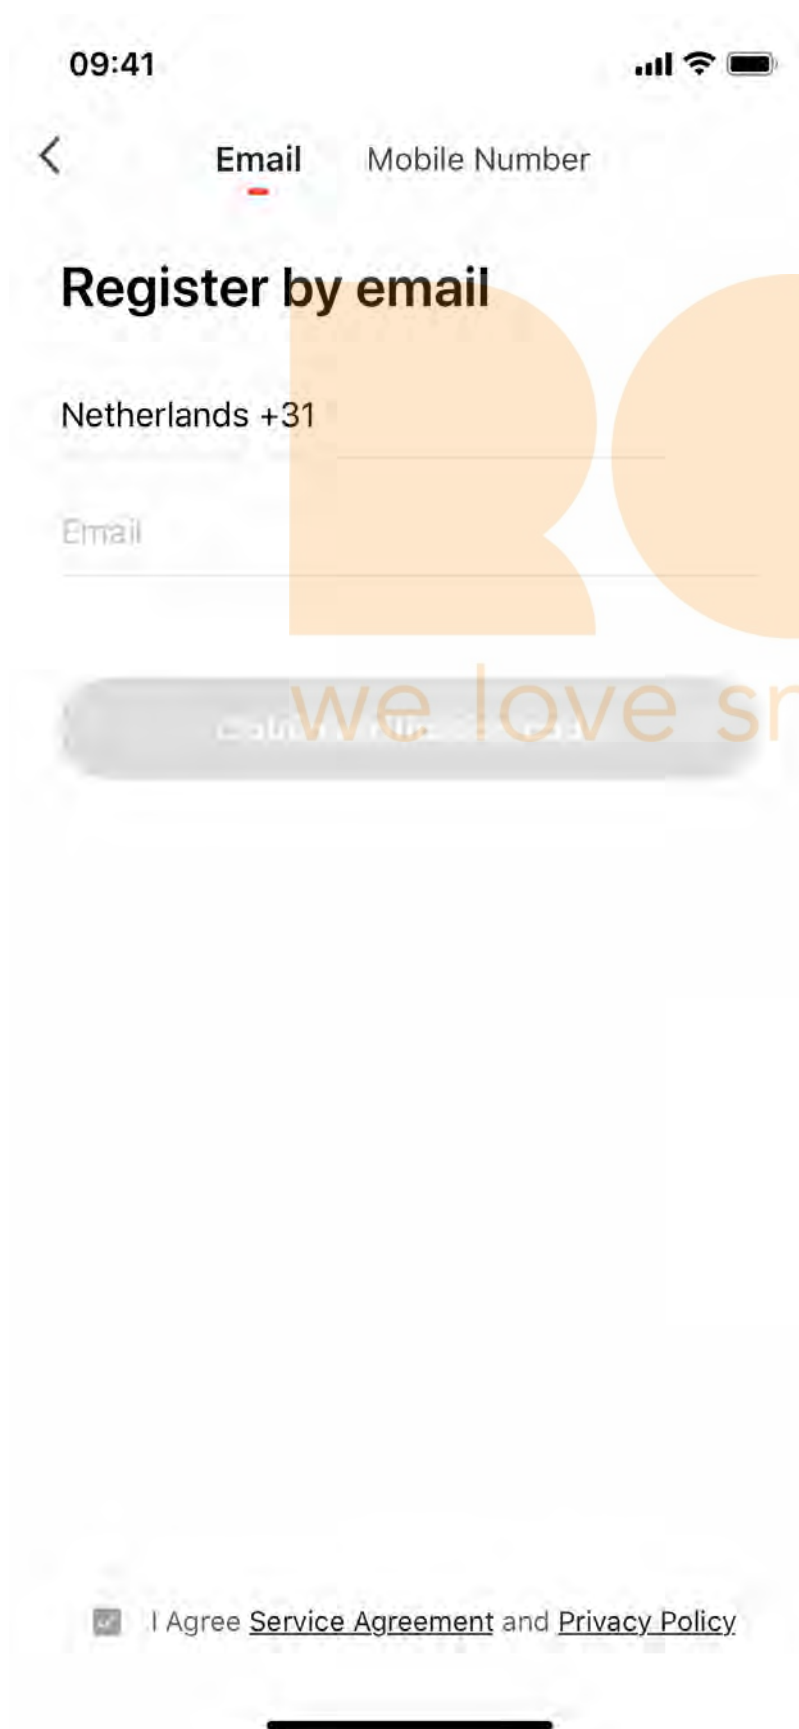 09:41
Email Mobile Number
Register by email
Netherlands +31
Email
we love
I Agree Service Agreement and Privacy Policy